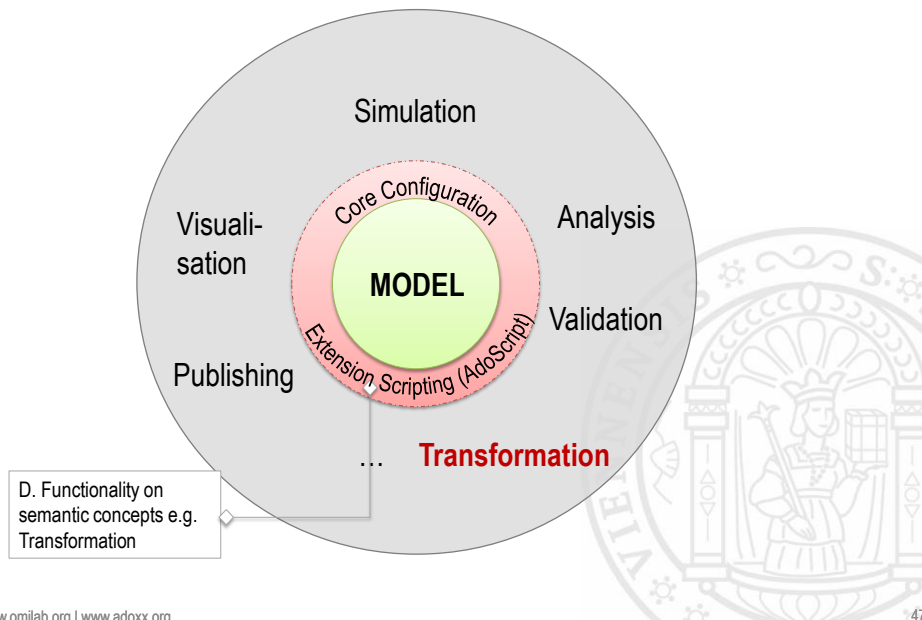 Simulation
Core Configuration
Visuali-
sation
Analysis
MODEL
Validation
Extension Scripting (AdoScript)
Publishing
… Transformation
D. Functionality on
semantic concepts e.g.
Transformation
VIENENSIS
S:
.omilab.org | www.adoxx.org
47